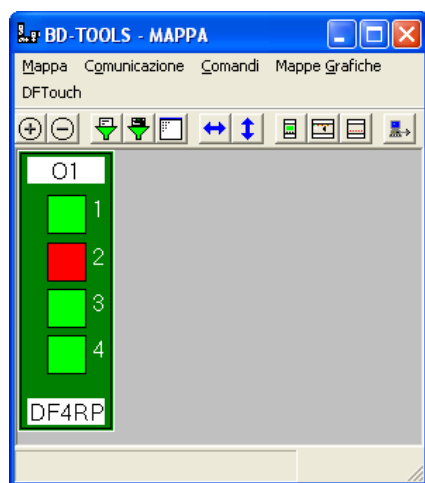 BD-TOOLS - MAPPA
Mappa Comunicazione Comandi Mappe Grafiche
DFTouch
O1
1
2
3
4
DF4RP